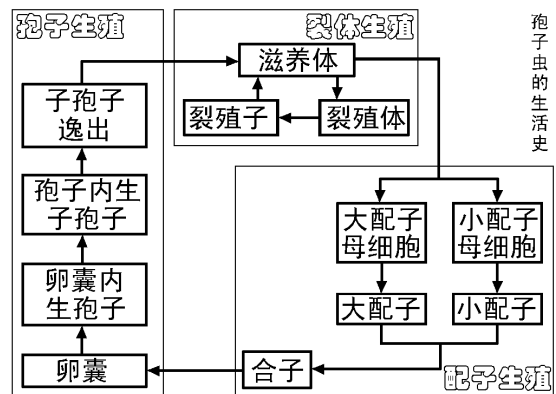 孢子生殖
裂体生殖
孢子虫的生活史
滋养体
裂殖子
裂殖体
子孢子
逸出
孢子内生
子孢子
卵囊内
生孢子
卵囊
大配子
母细胞
小配子
母细胞
大配子
小配子
合子
配子生殖